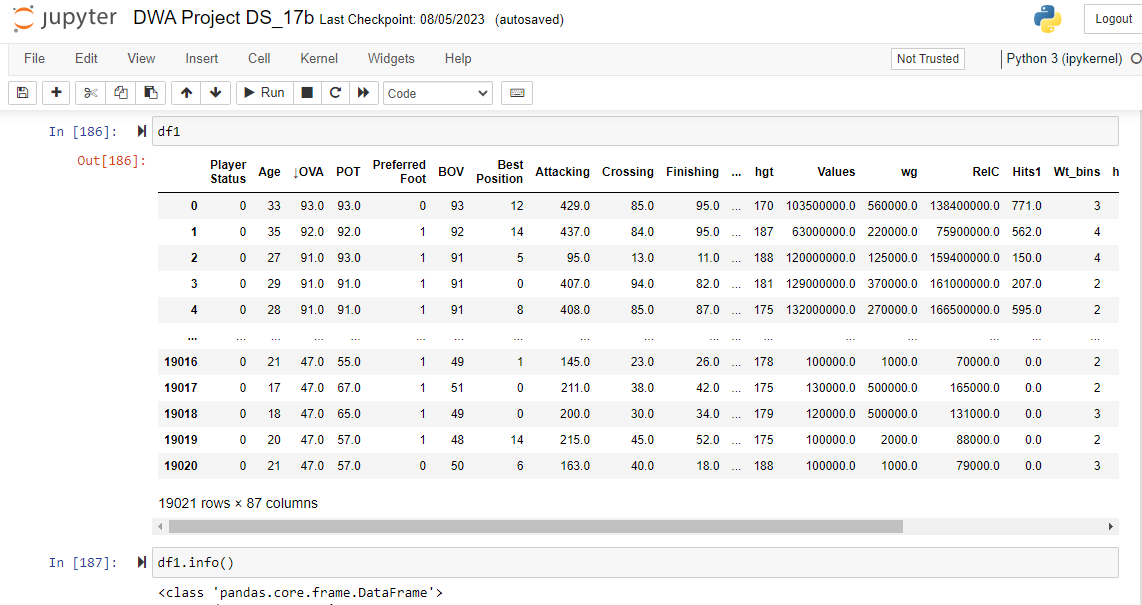 jupyter DWA Project DS_17b Last Checkpoint: 08/05/2023 (autosaved) Logout
File Edit View Insert Cell Kernel Widgets Help Not Trusted Python 3 (ipykernel)
Run Code
In [186]: df1
Out[186]:
Player Status Age ↓OVA POT Preferred Foot BOV Best Position Attacking Crossing Finishing ... hgt Values wg RelC Hits1 Wt_bins h
0 0 33 93.0 93.0 0 93 12 429.0 85.0 95.0 ... 170 103500000.0 560000.0 138400000.0 771.0 3
1 0 35 92.0 92.0 1 92 14 437.0 84.0 95.0 ... 187 63000000.0 220000.0 75900000.0 562.0 4
2 0 27 91.0 93.0 1 91 5 95.0 13.0 11.0 ... 188 120000000.0 125000.0 159400000.0 150.0 4
3 0 29 91.0 91.0 1 91 0 407.0 94.0 82.0 ... 181 129000000.0 370000.0 161000000.0 207.0 2
4 0 28 91.0 91.0 1 91 8 408.0 85.0 87.0 ... 175 132000000.0 270000.0 166500000.0 595.0 2
... ... ... ... ... ... ... ... ... ... ... ... ... ... ... ... ... ...
19016 0 21 47.0 55.0 1 49 1 145.0 23.0 26.0 ... 178 100000.0 1000.0 70000.0 0.0 2
19017 0 17 47.0 67.0 1 51 0 211.0 38.0 42.0 ... 175 130000.0 500000.0 165000.0 0.0 2
19018 0 18 47.0 65.0 1 49 0 200.0 30.0 34.0 ... 179 120000.0 500000.0 131000.0 0.0 3
19019 0 20 47.0 57.0 1 48 14 215.0 45.0 52.0 ... 175 100000.0 2000.0 88000.0 0.0 2
19020 0 21 47.0 57.0 0 50 6 163.0 40.0 18.0 ... 188 100000.0 1000.0 79000.0 0.0 3
19021 rows × 87 columns
In [187]: df1.info()
<class 'pandas.core.frame.DataFrame'>